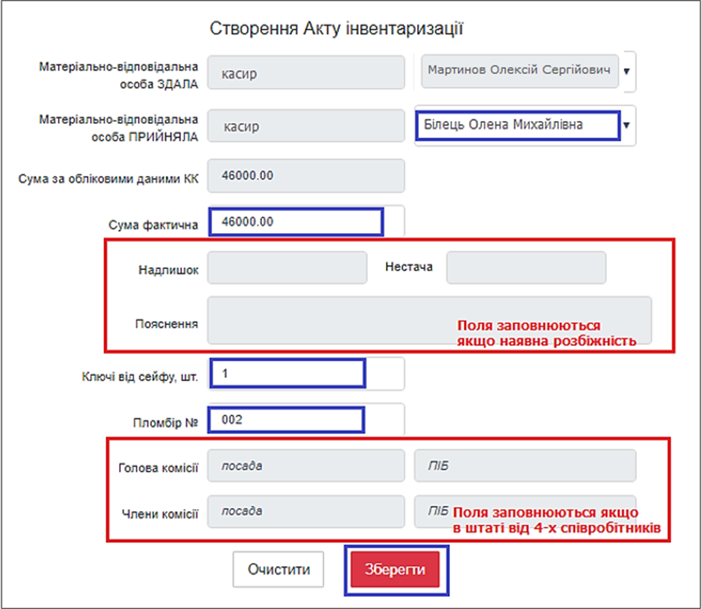 Створення Акту інвентаризації
Матеріально-відповідальна
особа ЗДАЛА
касир
Мартинов Олексій Сергійович
Матеріально-відповідальна
особа ПРИЙНЯЛА
касир
Білець Олена Михайлівна
Сума за обліковими даними КК
46000.00
Сума фактична
46000.00
Надлишок
Нестача
Пояснення
Поля заповнюються
якщо наявна розбіжність
Ключі від сейфу, шт.
1
Пломбір №
002
Голова комісії
посада
ПІБ
Члени комісії
посада
ПІБ
Поля заповнюються якщо
в штаті від 4-х співробітників
Очистити
Зберегти